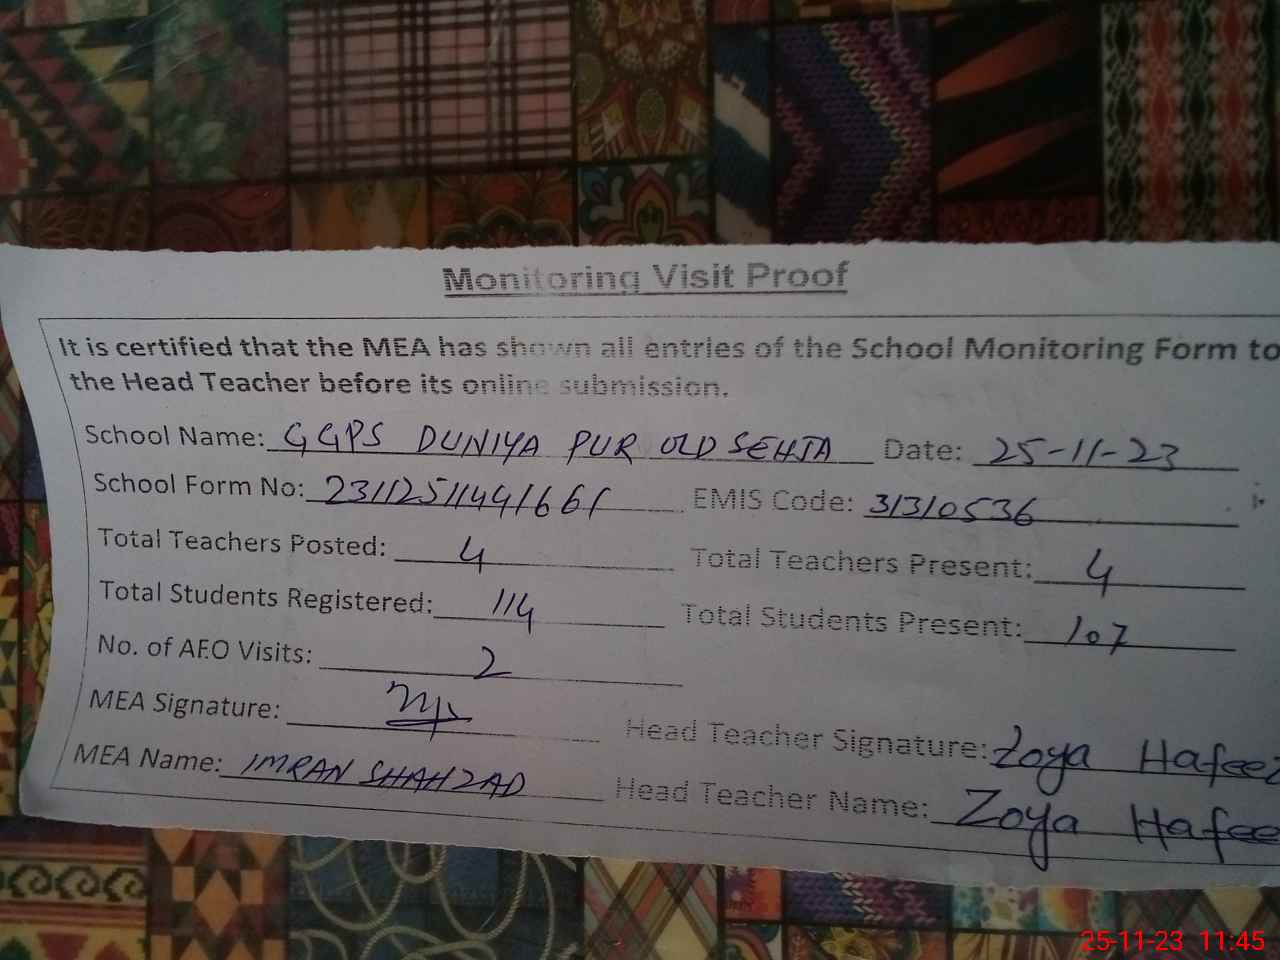 Monitoring Visit Proof
It is certified that the MEA has shown all entries of the School Monitoring Form to
the Head Teacher before its online submission.
School Name: GGPS DUNIYA PUR OLD SEHJA Date: 25-11-23
School Form No: EMIS Code: 31310536
Total Teachers Posted: 4 Total Teachers Present: 4
Total Students Registered: 114 Total Students Present: 107
No. of AEO Visits: 2
MEA Signature:
Head Teacher Signature: Zoya Hafeez
MEA Name: IMRAN SHAHZAD Head Teacher Name: Zoya Hafee
25-11-23 11:45